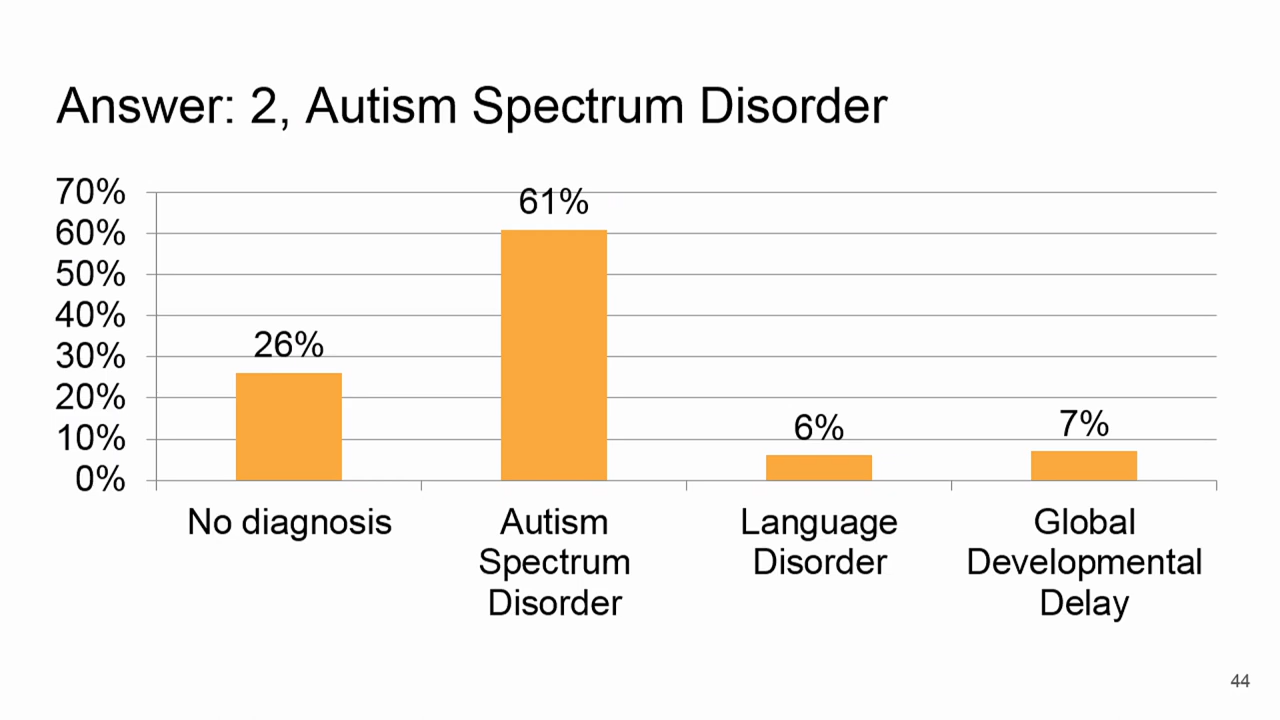 Answer: 2, Autism Spectrum Disorder
70%
60%
50%
40%
30%
20%
10%
0%
26%
61%
6%
7%
No diagnosis
Autism
Spectrum
Disorder
Language
Disorder
Global
Developmental
Delay
44